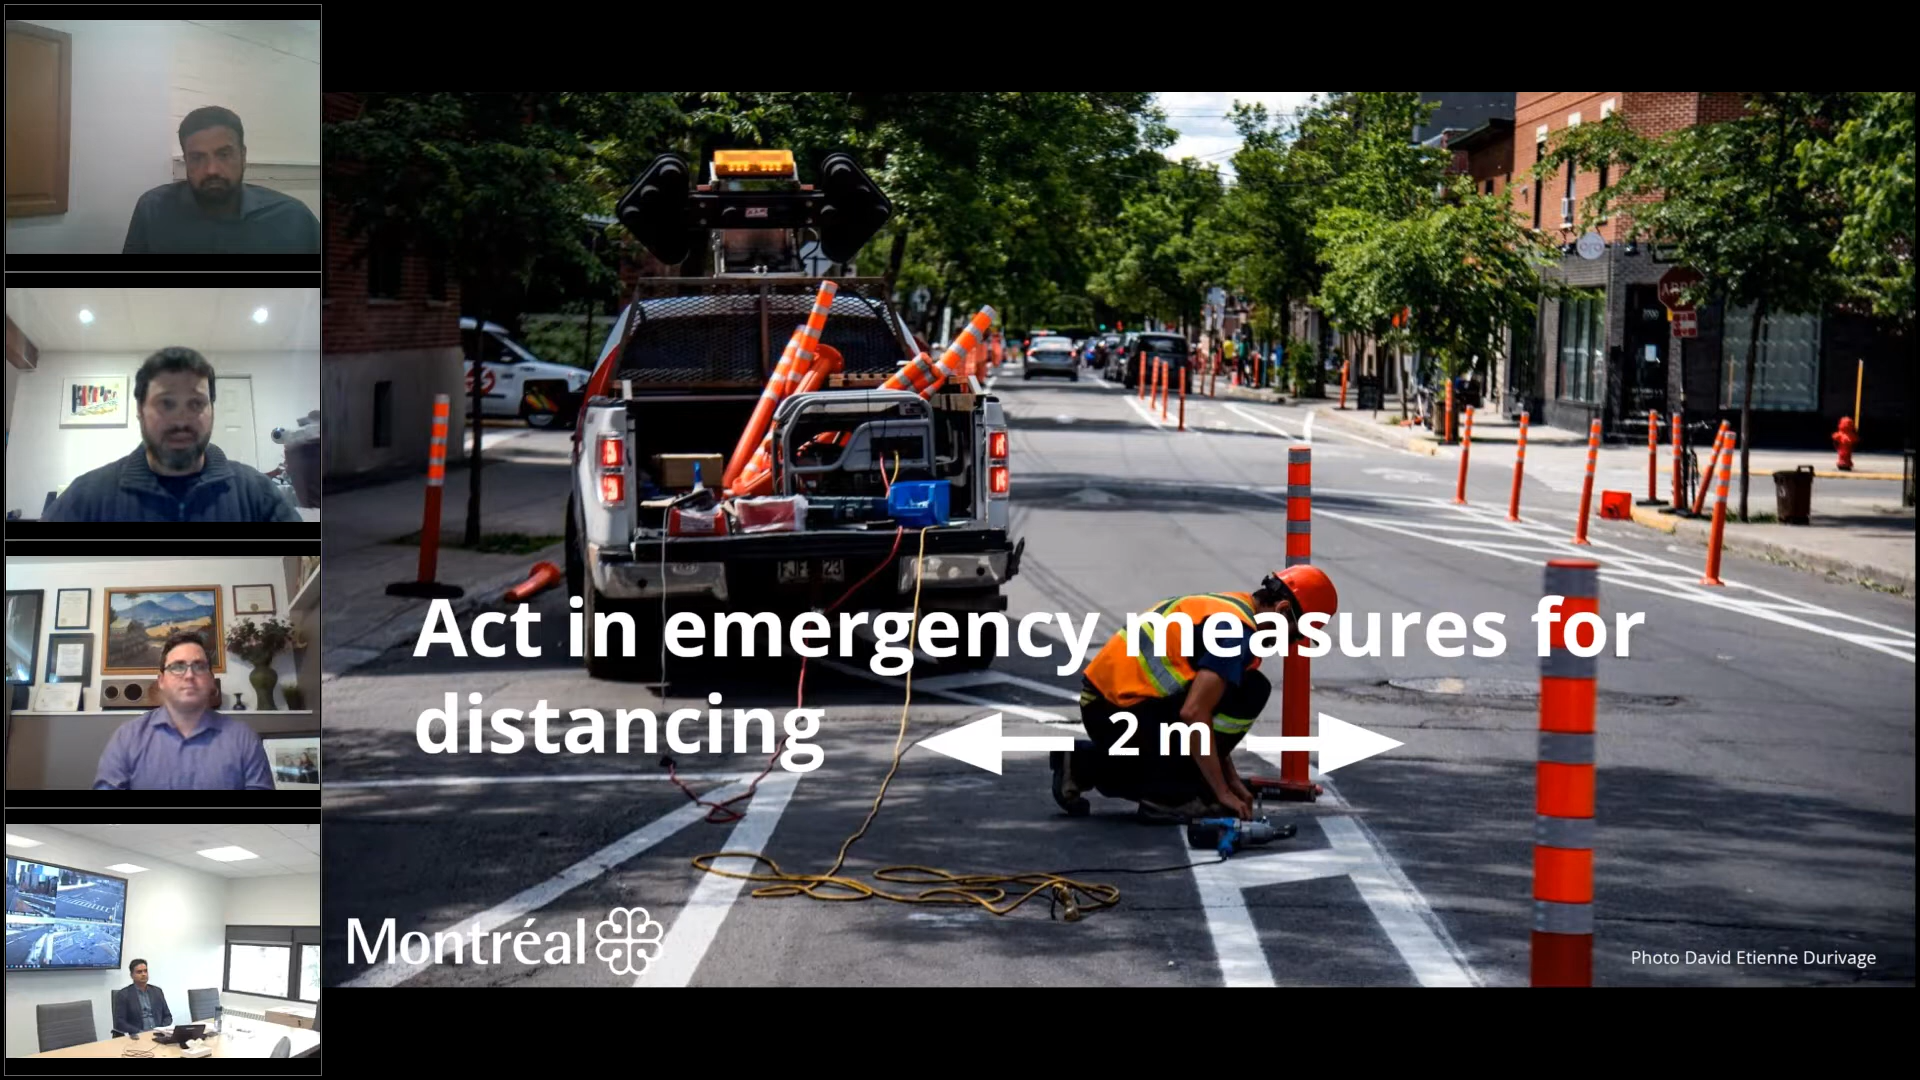 Act in emergency measures for
distancing
2 m
Montréal
Photo David Etienne Durivage